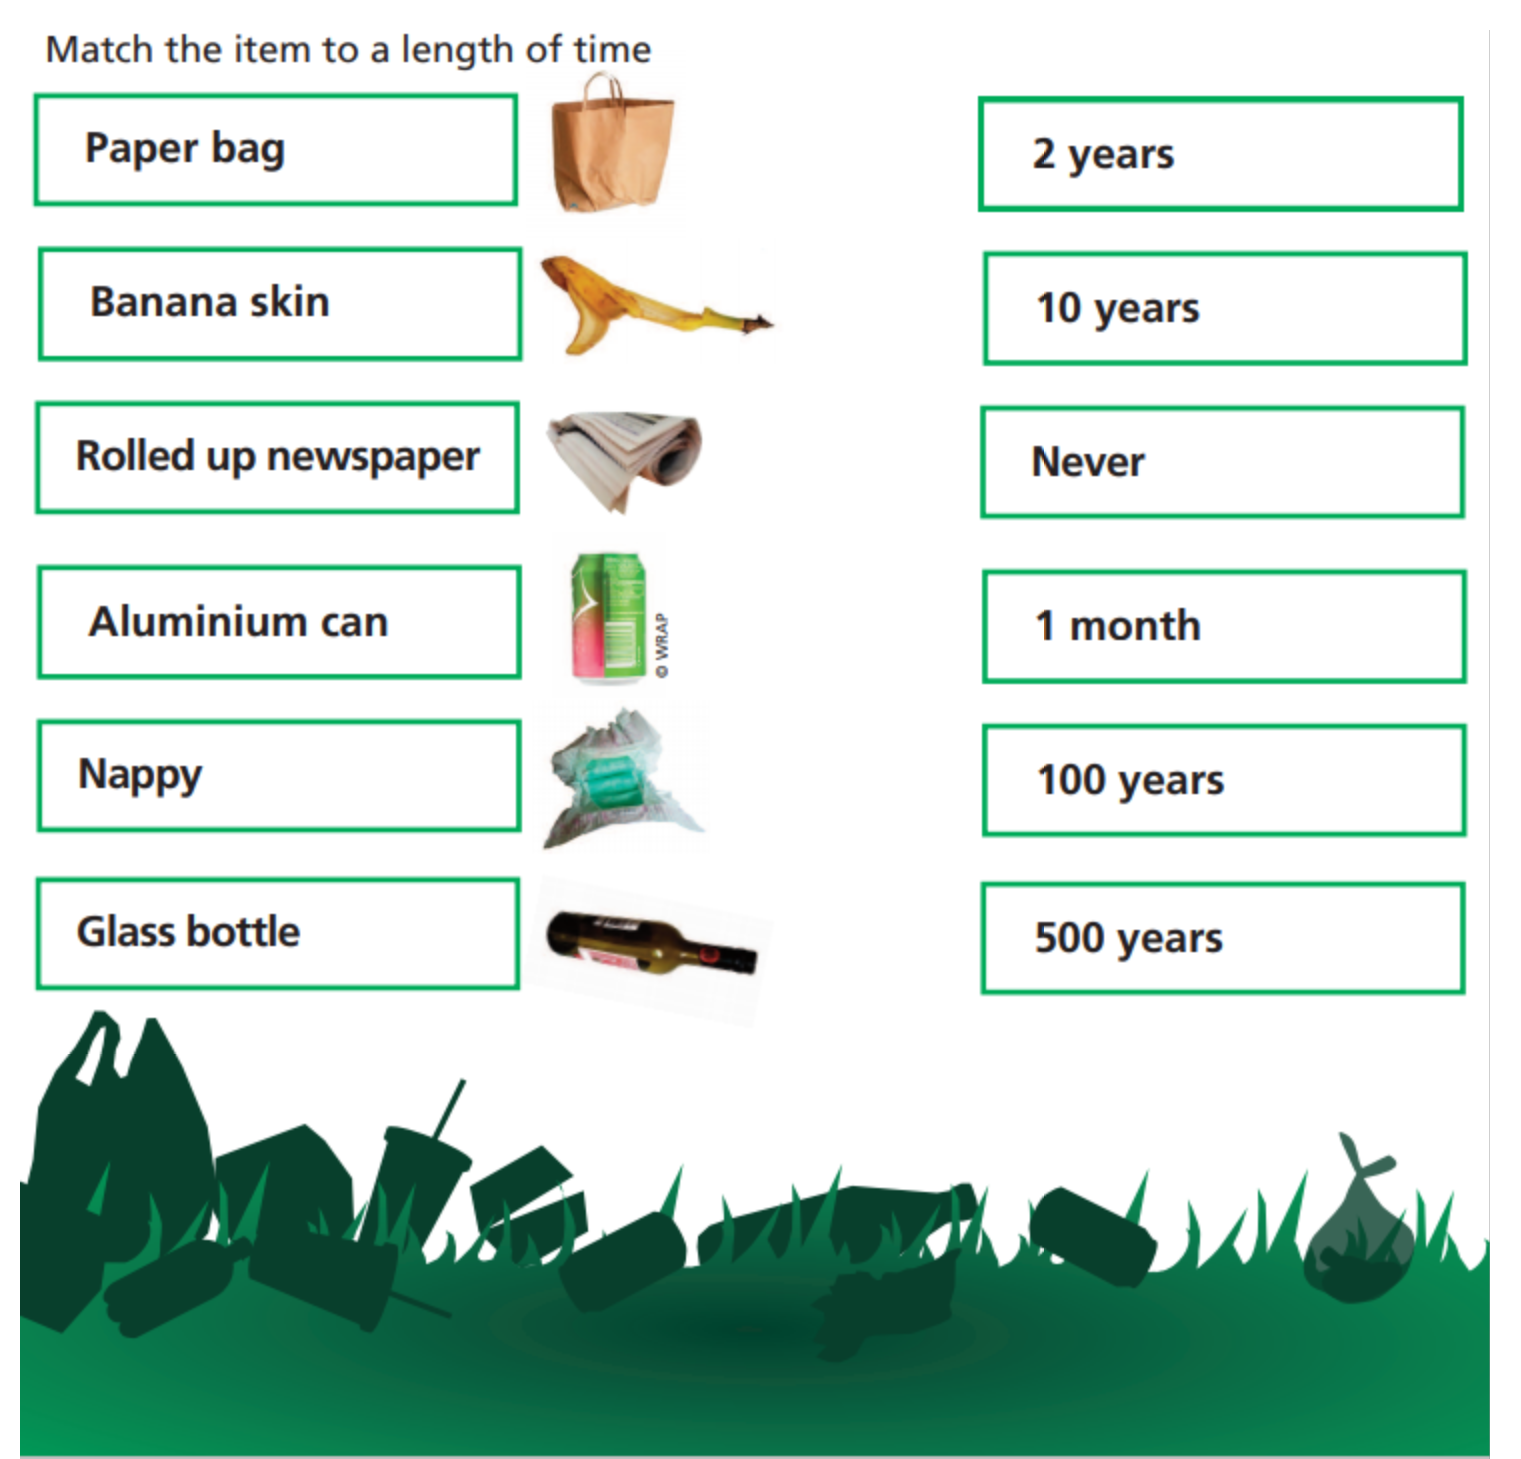 Match the item to a length of time
Paper bag
2 years
Banana skin
10 years
Rolled up newspaper
Never
Aluminium can
1 month
© WRAP
Nappy
100 years
Glass bottle
500 years